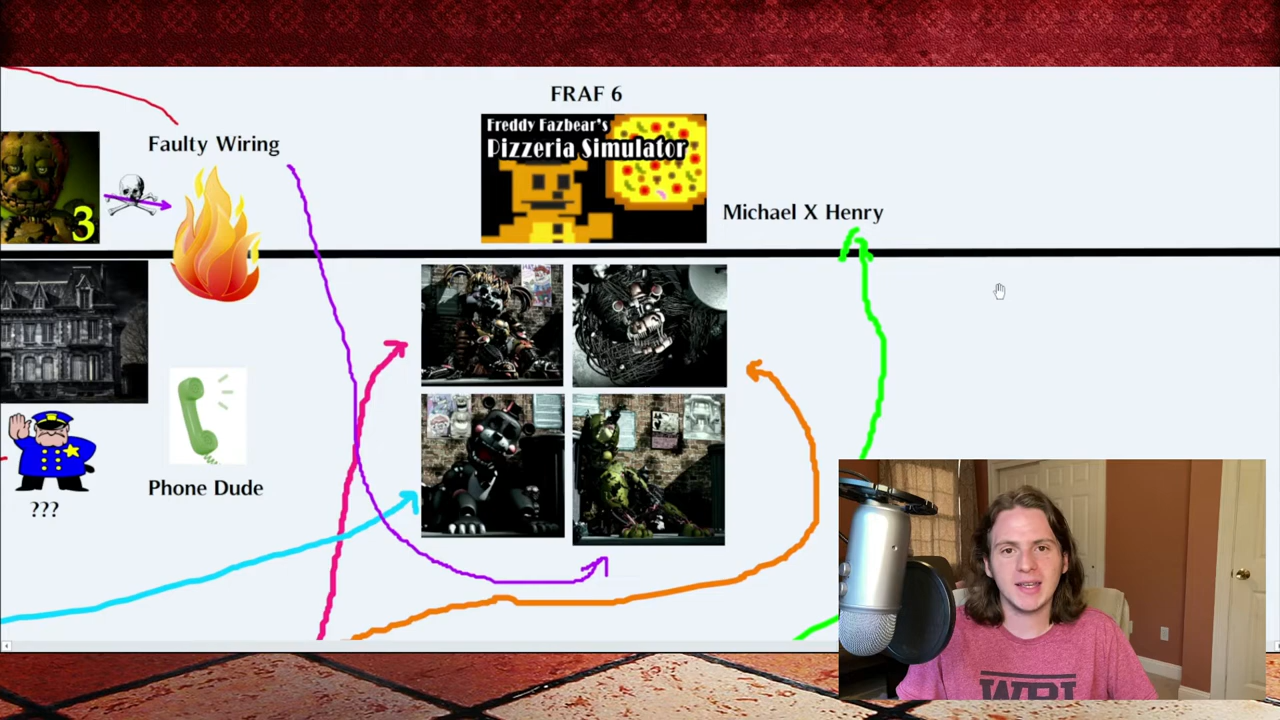 FRAF 6
Freddy Fazbear's
Pizzeria Simulator
Faulty Wiring
3
Michael X Henry
Phone Dude
???